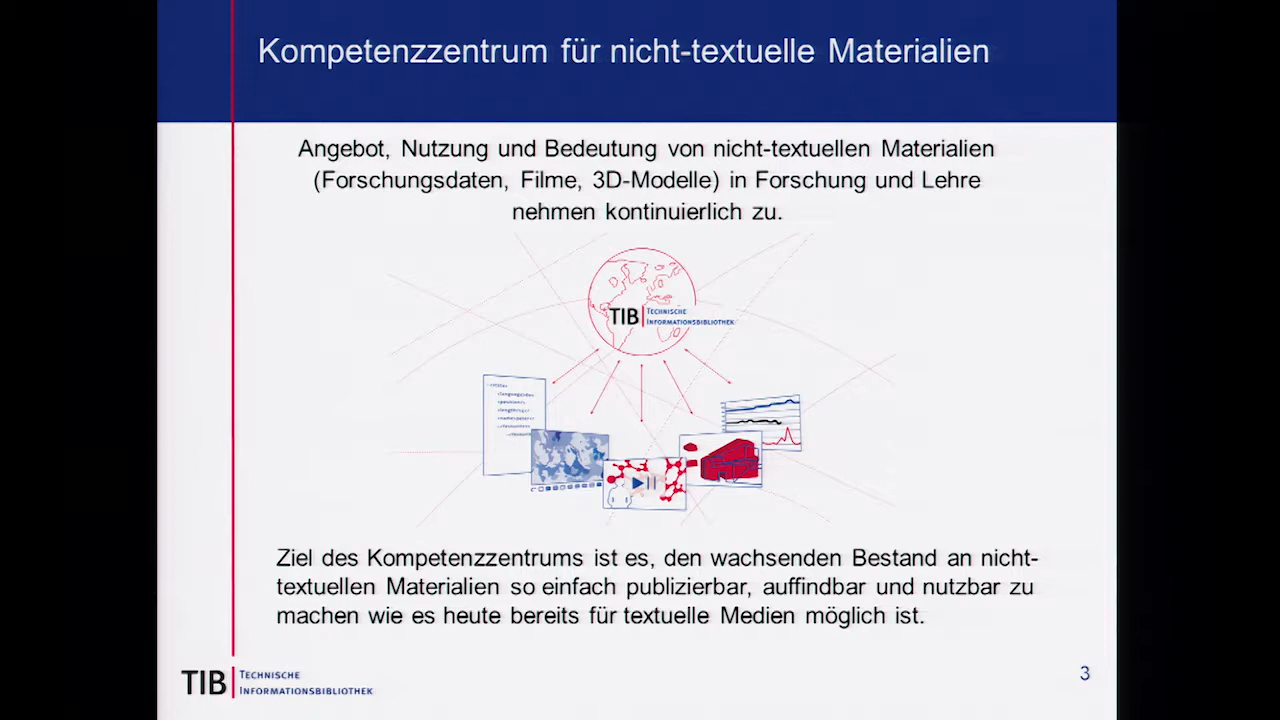 Kompetenzzentrum für nicht-textuelle Materialien
Angebot, Nutzung und Bedeutung von nicht-textuellen Materialien
(Forschungsdaten, Filme, 3D-Modelle) in Forschung und Lehre
nehmen kontinuierlich zu.
TIB TECHNISCHE
INFORMATIONSBIBLIOTHEK
Ziel des Kompetenzzentrums ist es, den wachsenden Bestand an nicht-
textuellen Materialien so einfach publizierbar, auffindbar und nutzbar zu
machen wie es heute bereits für textuelle Medien möglich ist.
TIB TECHNISCHE
INFORMATIONSBIBLIOTHEK
3